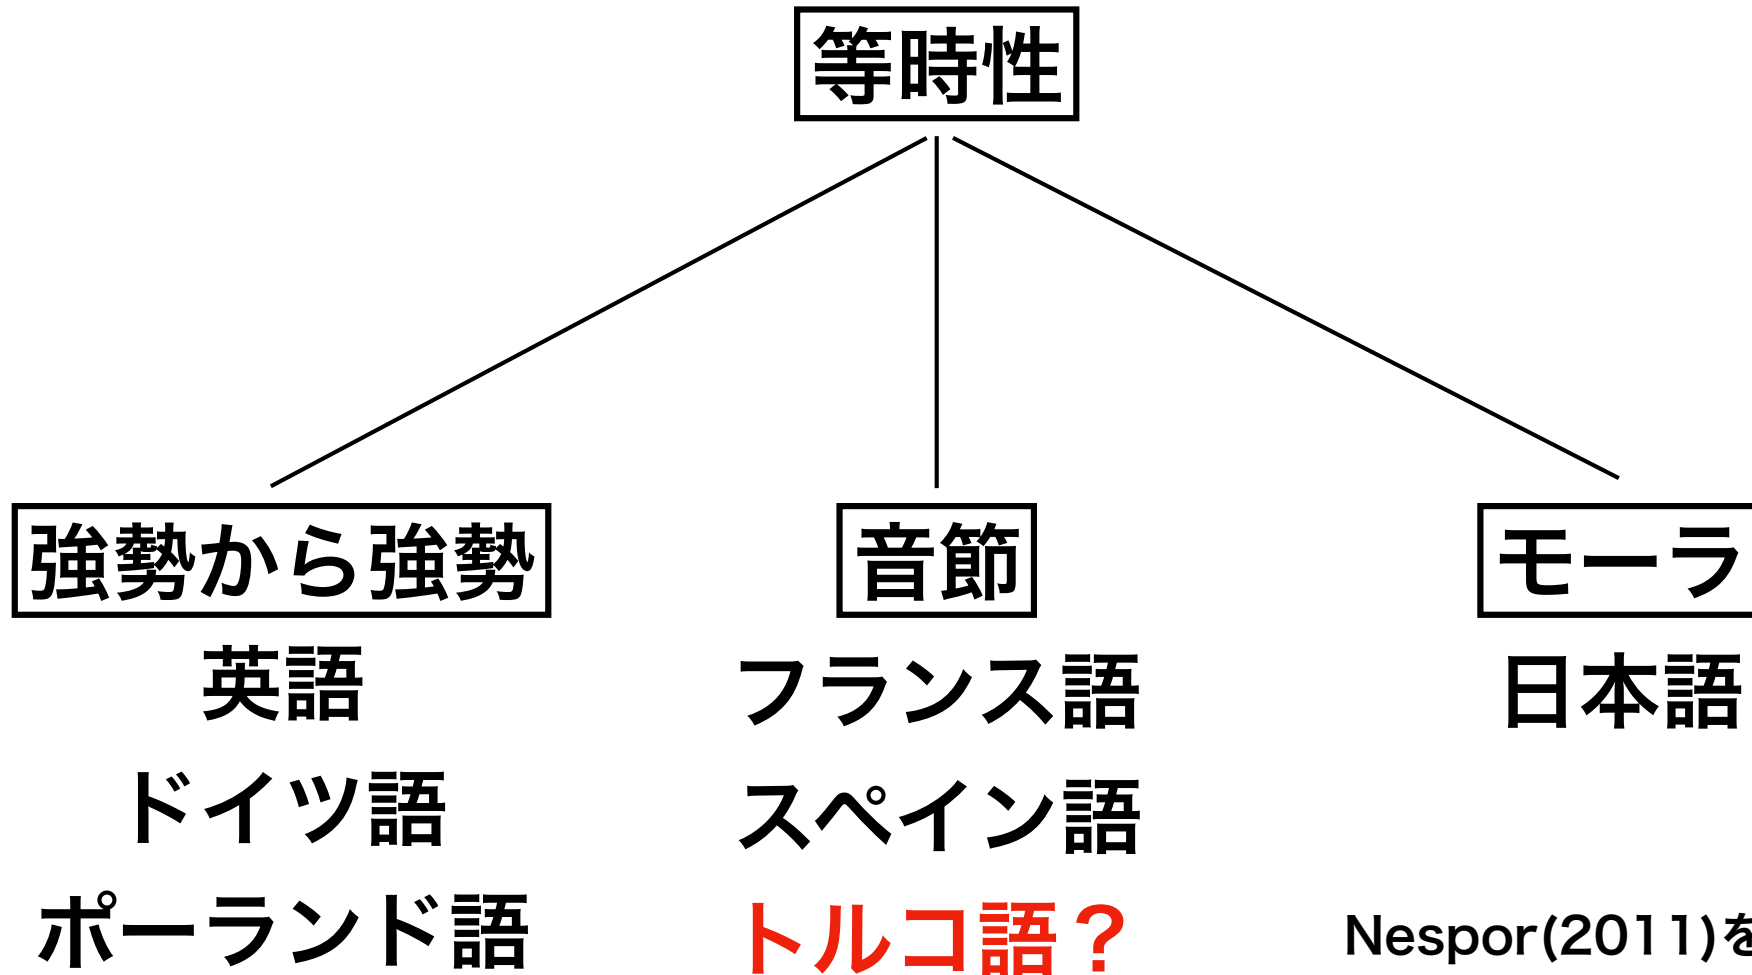 等時性
強勢から強勢
音節
モーラ
英語
フランス語
日本語
ドイツ語
スペイン語
ポーランド語
トルコ語？
Nespor(2011)を